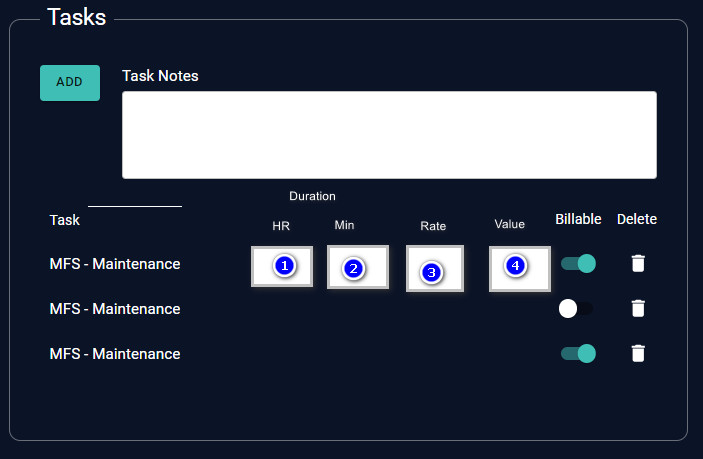 Tasks
ADD
Task Notes
Duration
Task HR Min Rate Value Billable Delete
MFS - Maintenance 1 2 3 4
MFS - Maintenance
MFS - Maintenance